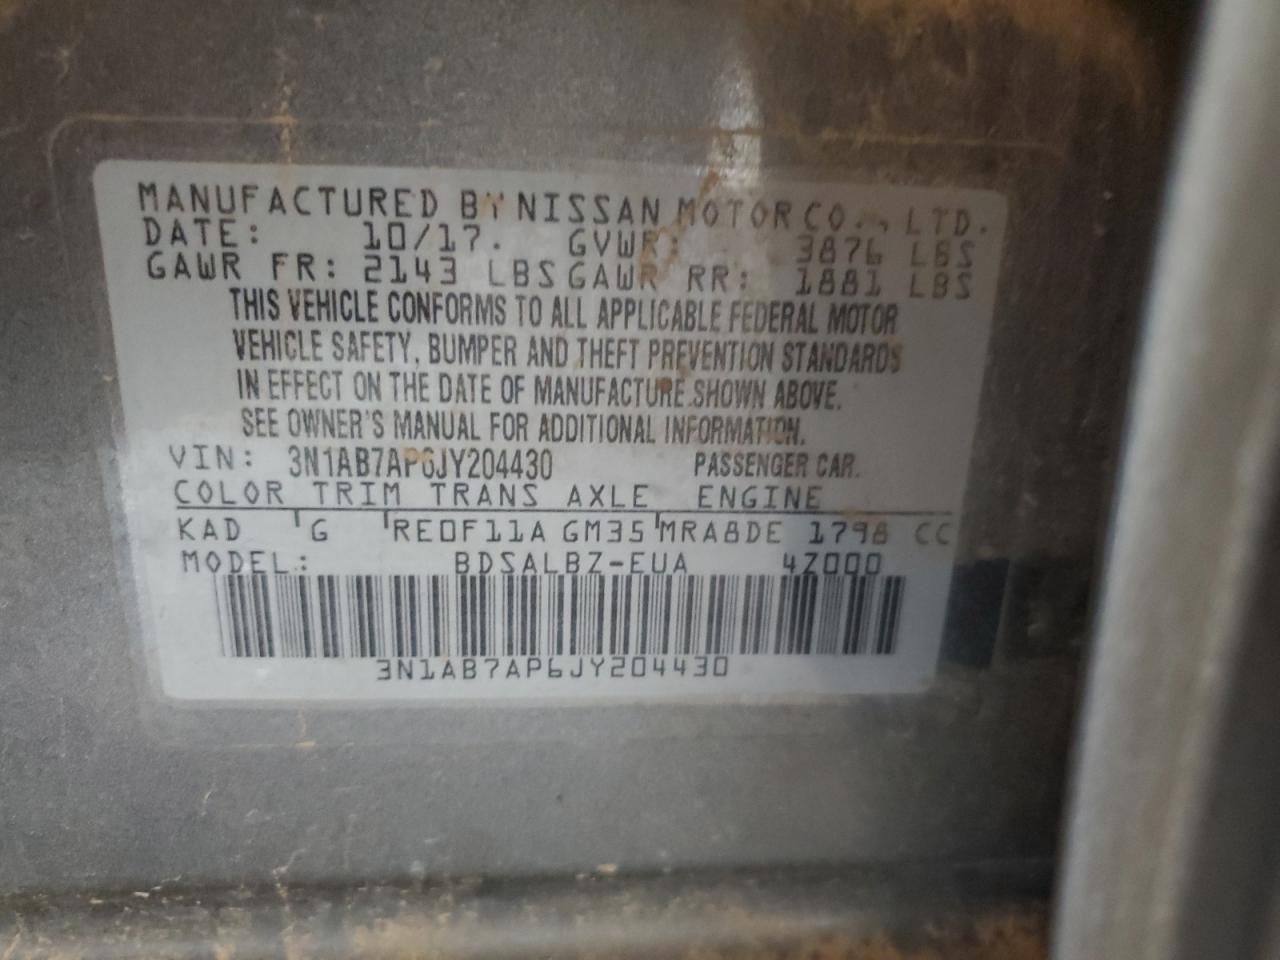 MANUFACTURED BY NISSAN MOTOR CO., LTD.
DATE: 10/17. GVWR: 3876 LBS
GAWR FR: 2143 LBS GAWR RR: 1881 LBS
THIS VEHICLE CONFORMS TO ALL APPLICABLE FEDERAL MOTOR
VEHICLE SAFETY, BUMPER AND THEFT PREVENTION STANDARDS
IN EFFECT ON THE DATE OF MANUFACTURE SHOWN ABOVE.
SEE OWNER'S MANUAL FOR ADDITIONAL INFORMATION.
VIN: 3N1AB7AP6JY204430 PASSENGER CAR.
COLOR TRIM TRANS AXLE ENGINE
KAD G RE0F11A GM35 MRA8DE 1798 CC
MODEL: BDSALBZ-EUA 4Z000
3N1AB7AP6JY204430